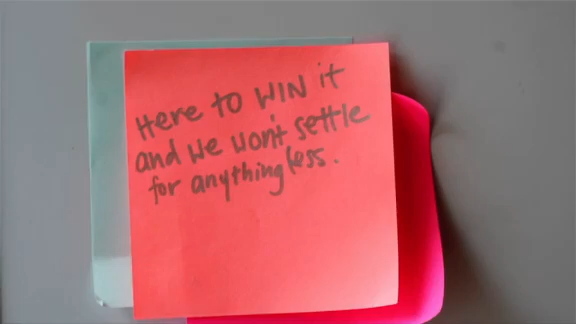 Here to WIN it
and we won't settle
for anything less.